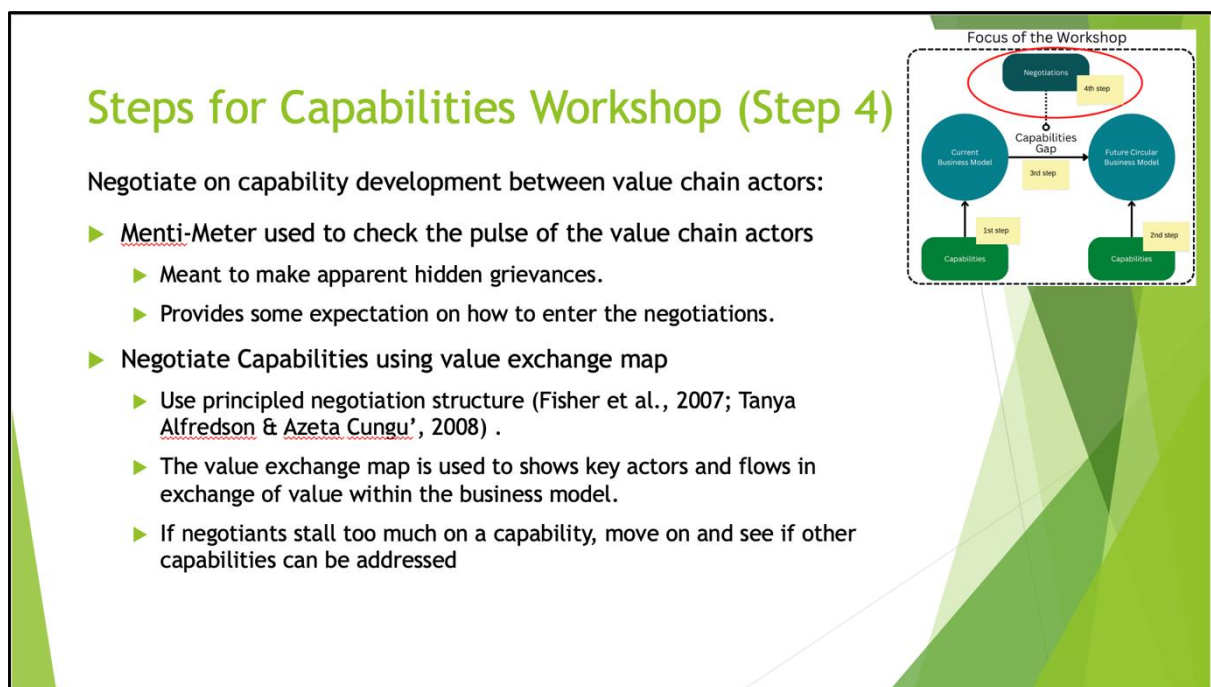 Focus of the Workshop
Negotiations
4th step
Steps for Capabilities Workshop (Step 4)
Capabilities
Gap
Current
Business Model
Future Circular
Business Model
3rd step
Negotiate on capability development between value chain actors:
1st step
2nd step
Menti-Meter used to check the pulse of the value chain actors
Capabilities
Capabilities
Meant to make apparent hidden grievances.
Provides some expectation on how to enter the negotiations.
Negotiate Capabilities using value exchange map
Use principled negotiation structure (Fisher et al., 2007; Tanya
Alfredson & Azeta Cungu’, 2008) .
The value exchange map is used to shows key actors and flows in
exchange of value within the business model.
If negotiants stall too much on a capability, move on and see if other
capabilities can be addressed